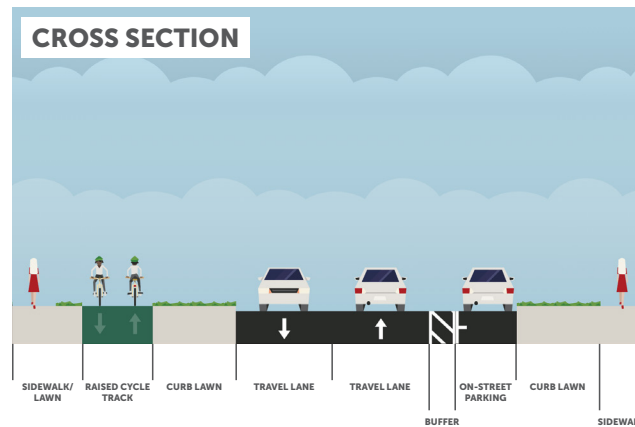 CROSS SECTION
SIDEWALK/
LAWN
RAISED CYCLE
TRACK
CURB LAWN
TRAVEL LANE
TRAVEL LANE
BUFFER
ON-STREET
PARKING
CURB LAWN
SIDEWAL